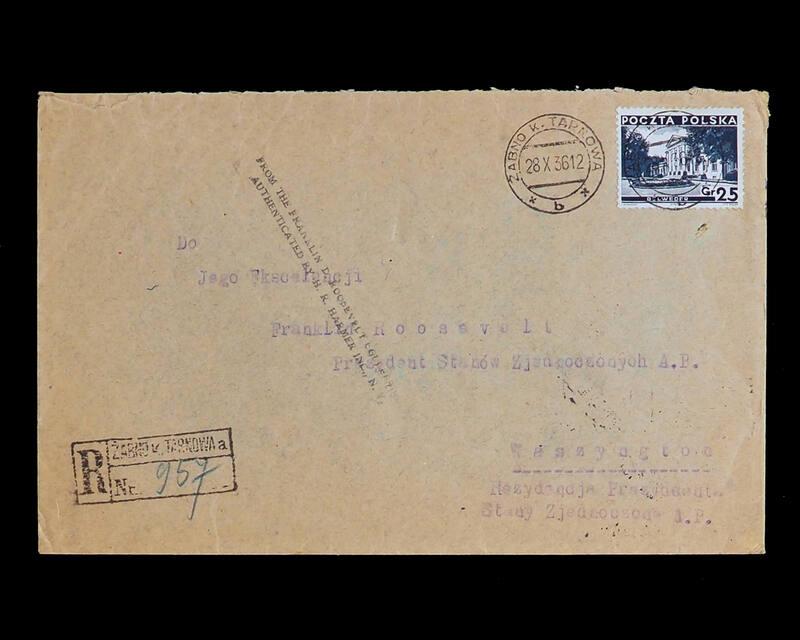 POCZTA POLSKA
Gr 25
BELWEDER
ŻABNO K. TARNOWA
28 X 36 12
b
FROM THE FRANKLIN D. ROOSEVELT
AUTHENTICATED BY H. R. HARMER INC., N. Y.
Do
Jego Ekscelencji
Franklin Roosevelt
Prezydent Stanów Zjednoczonych A.P.
Waszyngton
Rezydencja Prezydenta
Stany Zjednoczone A.P.
R
ŻABNO K. TARNOWA a
Nr. 957